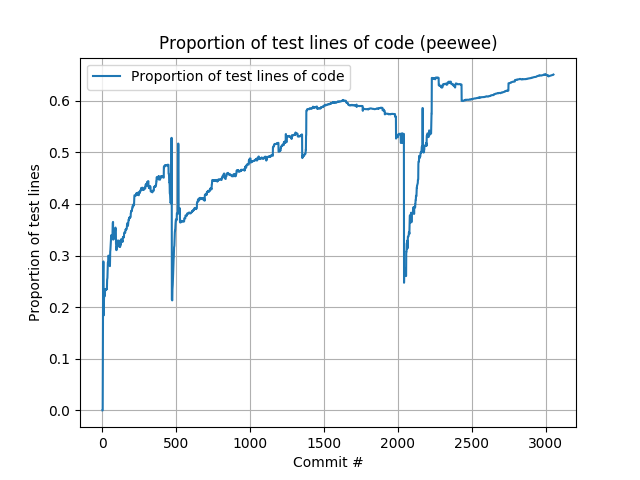 Proportion of test lines of code (peewee)
Proportion of test lines of code
Proportion of test lines
0.6
0.5
0.4
0.3
0.2
0.1
0.0
0 500 1000 1500 2000 2500 3000
Commit #